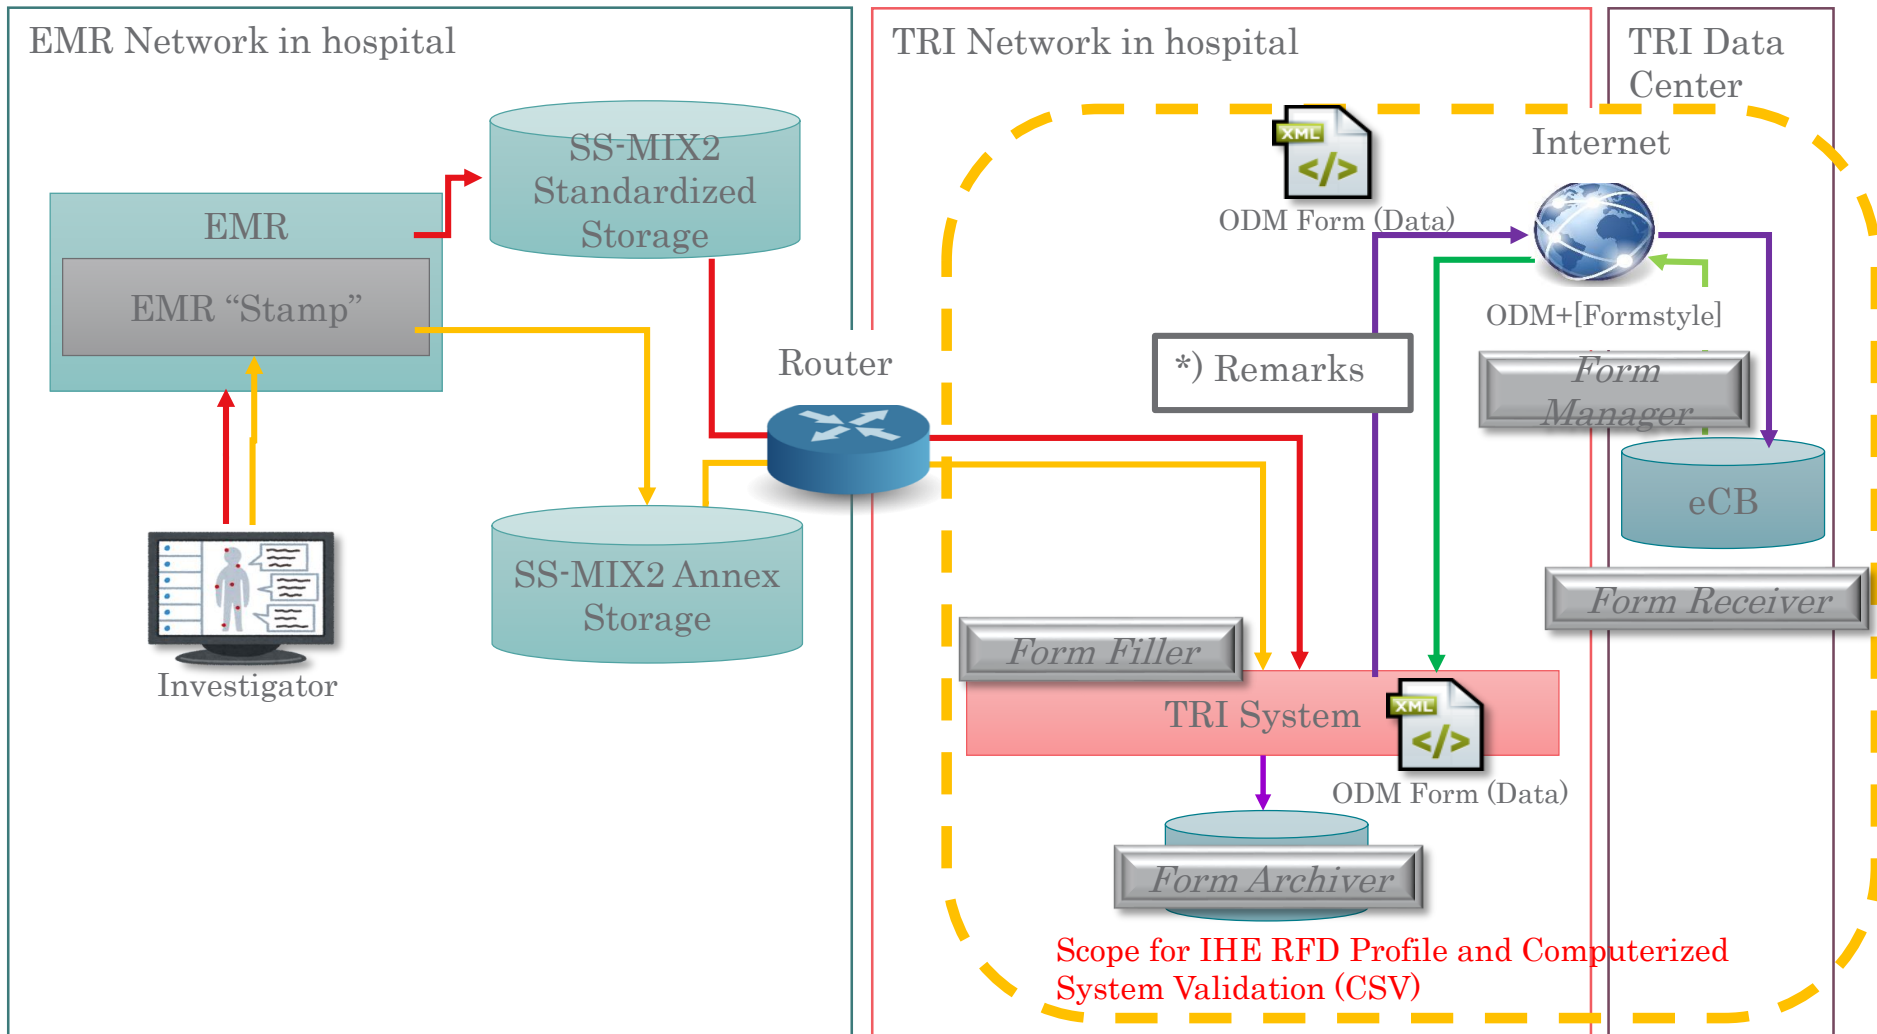 EMR Network in hospital
TRI Network in hospital
TRI Data
Center
SS-MIX2
Standardized
Storage
EMR
EMR “Stamp”
XML
</>
ODM Form (Data)
Internet
ODM+[Formstyle]
Router
*) Remarks
Form
Manager
eCB
SS-MIX2 Annex
Storage
Form Receiver
Form Filler
Investigator
TRI System
XML
</>
ODM Form (Data)
Form Archiver
Scope for IHE RFD Profile and Computerized
System Validation (CSV)